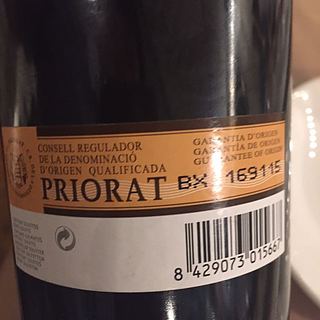 CONSELL REGULADOR
DE LA DENOMINACIÓ
D'ORIGEN QUALIFICADA
PRIORAT
GARANTIA D'ORIGEN
GARANTÍA DE ORIGEN
GUARANTEE OF ORIGIN
BX 169115
8 429073 015667